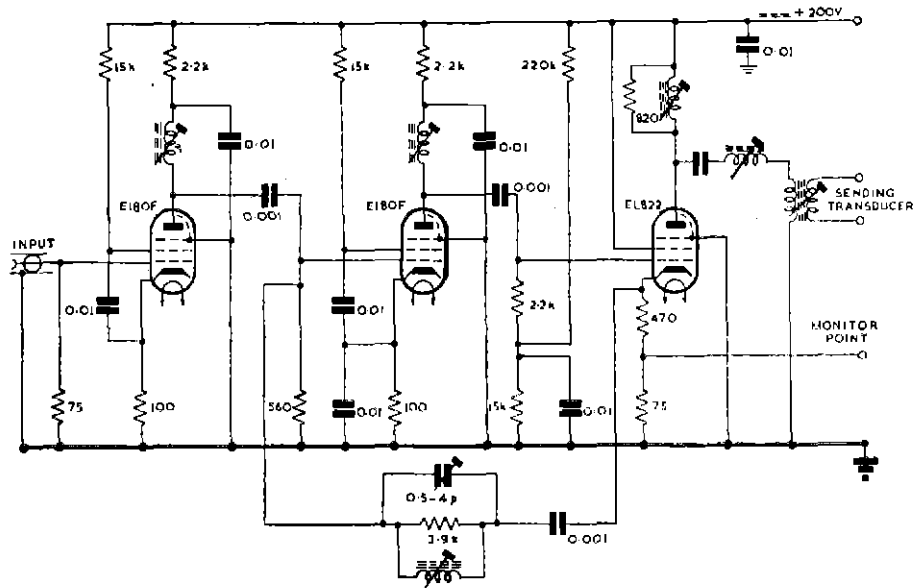 +200V
15k
2·2k
15k
2·2k
220k
0·01
820
0·01
0·01
0·001
0·001
E180F
E180F
EL822
SENDING
TRANSDUCER
INPUT
0·01
0·01
2·2k
470
MONITOR
POINT
75
100
560
0·01
100
15k
0·01
75
0·5–4p
3·9k
0·001